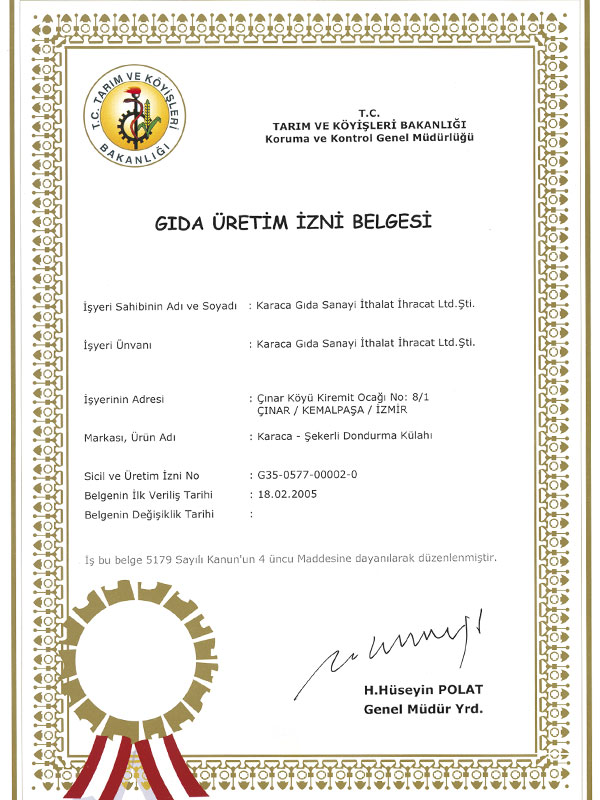 T.C. TARIM VE KÖYİŞLERİ
BAKANLIĞI
T.C.
TARIM VE KÖYİŞLERİ BAKANLIĞI
Koruma ve Kontrol Genel Müdürlüğü
GIDA ÜRETİM İZNİ BELGESİ
İşyeri Sahibinin Adı ve Soyadı : Karaca Gıda Sanayi İthalat İhracat Ltd.Şti.
İşyeri Ünvanı : Karaca Gıda Sanayi İthalat İhracat Ltd.Şti.
İşyerinin Adresi : Çınar Köyü Kiremit Ocağı No: 8/1
ÇINAR / KEMALPAŞA / İZMİR
Markası, Ürün Adı : Karaca - Şekerli Dondurma Külahı
Sicil ve Üretim İzni No : G35-0577-00002-0
Belgenin İlk Veriliş Tarihi : 18.02.2005
Belgenin Değişiklik Tarihi :
İş bu belge 5179 Sayılı Kanun'un 4 üncu Maddesine dayanılarak düzenlenmiştir.
H.Hüseyin POLAT
Genel Müdür Yrd.